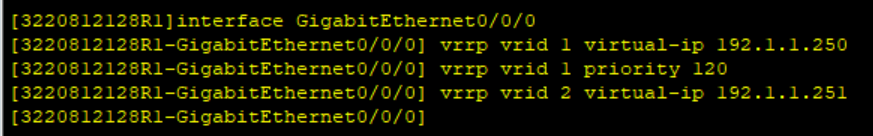 [3220812128R1]interface GigabitEthernet0/0/0
[3220812128R1-GigabitEthernet0/0/0] vrrp vrid 1 virtual-ip 192.1.1.250
[3220812128R1-GigabitEthernet0/0/0] vrrp vrid 1 priority 120
[3220812128R1-GigabitEthernet0/0/0] vrrp vrid 2 virtual-ip 192.1.1.251
[3220812128R1-GigabitEthernet0/0/0]